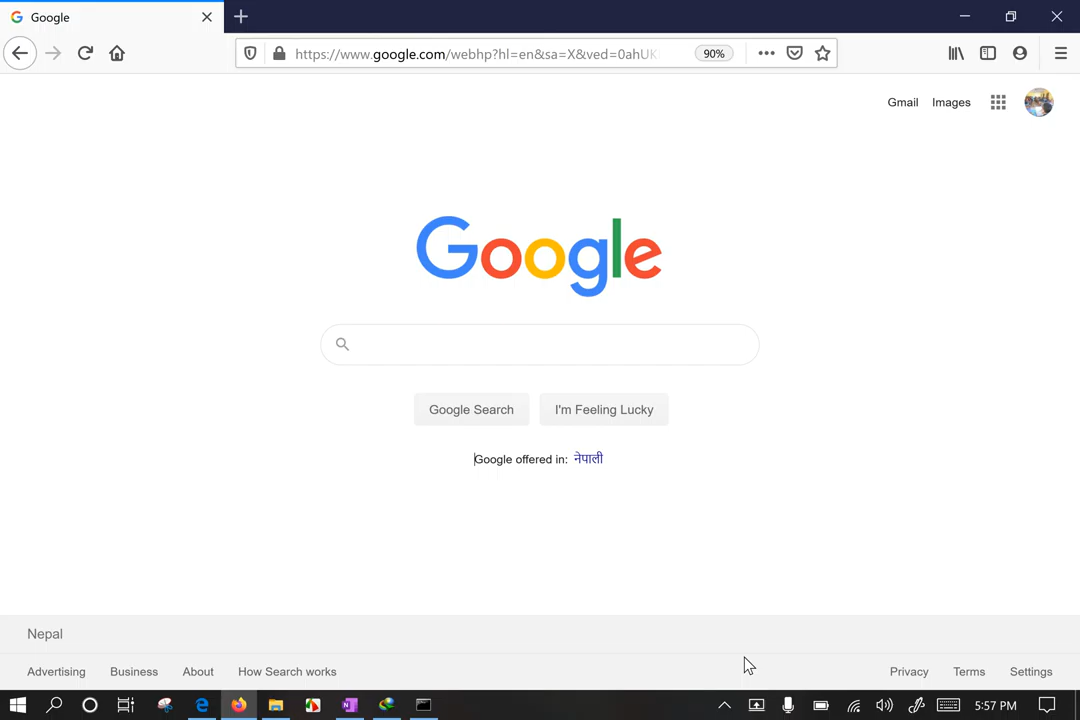 Google
https://www.google.com/webhp?hl=en&sa=X&ved=0ahUK
90%
Gmail Images
Google
Google Search I'm Feeling Lucky
Google offered in: नेपाली
Nepal
Advertising Business About How Search works Privacy Terms Settings
5:57 PM